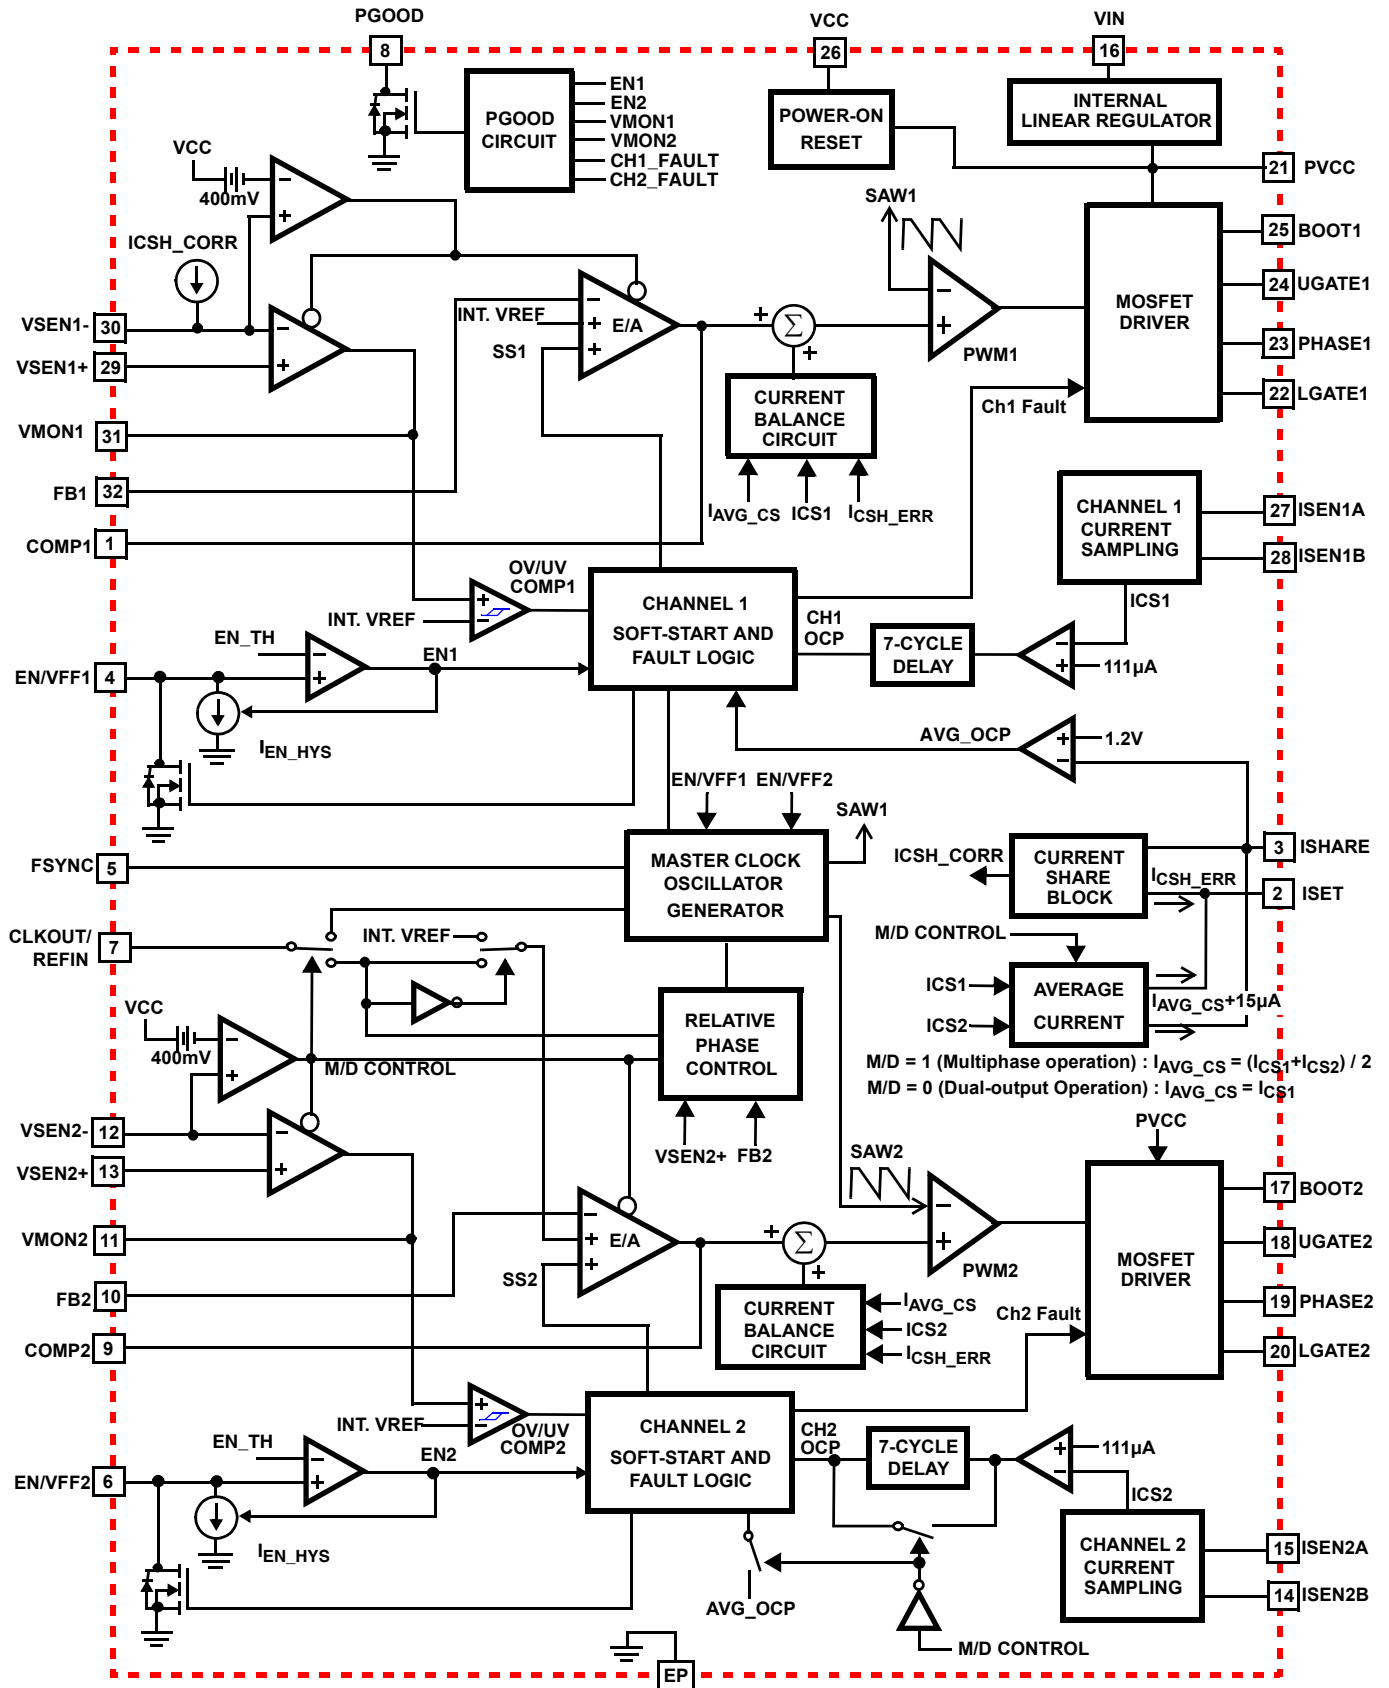 PGOOD
8
VCC
26
VIN
16
PGOOD
CIRCUIT
EN1
EN2
VMON1
VMON2
CH1_FAULT
CH2_FAULT
POWER-ON
RESET
INTERNAL
LINEAR REGULATOR
21 PVCC
VCC
400mV
−
+
ICSH_CORR
SAW1
MOSFET
DRIVER
25 BOOT1
24 UGATE1
23 PHASE1
22 LGATE1
VSEN1- 30
VSEN1+ 29
−
+
INT. VREF
SS1
−
+
+
E/A
+
Σ
+
−
+
PWM1
CURRENT
BALANCE
CIRCUIT
IAVG_CS
ICS1
ICSH_ERR
Ch1 Fault
VMON1 31
FB1 32
COMP1 1
CHANNEL 1
CURRENT
SAMPLING
27 ISEN1A
28 ISEN1B
ICS1
OV/UV
COMP1
+
−
INT. VREF
CHANNEL 1
SOFT-START AND
FAULT LOGIC
CH1
OCP
7-CYCLE
DELAY
−
+
111µA
EN_TH
−
+
EN1
EN/VFF1 4
IEN_HYS
AVG_OCP
+
−
1.2V
EN/VFF1
EN/VFF2
SAW1
FSYNC 5
MASTER CLOCK
OSCILLATOR
GENERATOR
ICSH_CORR
CURRENT
SHARE
BLOCK
ICSH_ERR
3 ISHARE
2 ISET
CLKOUT/
REFIN
7
INT. VREF
M/D CONTROL
ICS1
ICS2
AVERAGE
CURRENT
IAVG_CS+15µA
VCC
400mV
−
+
M/D CONTROL
RELATIVE
PHASE
CONTROL
VSEN2+
FB2
M/D = 1 (Multiphase operation) : IAVG_CS = (ICS1+ICS2) / 2
M/D = 0 (Dual-output Operation) : IAVG_CS = ICS1
VSEN2- 12
VSEN2+ 13
−
+
PVCC
SAW2
MOSFET
DRIVER
17 BOOT2
18 UGATE2
19 PHASE2
20 LGATE2
VMON2 11
FB2 10
COMP2 9
SS2
−
+
+
E/A
+
Σ
+
−
+
PWM2
CURRENT
BALANCE
CIRCUIT
IAVG_CS
ICS2
ICSH_ERR
Ch2 Fault
+
−
INT. VREF
OV/UV
COMP2
CHANNEL 2
SOFT-START AND
FAULT LOGIC
CH2
OCP
7-CYCLE
DELAY
+
−
111µA
ICS2
EN_TH
−
+
EN2
EN/VFF2 6
IEN_HYS
CHANNEL 2
CURRENT
SAMPLING
15 ISEN2A
14 ISEN2B
AVG_OCP
M/D CONTROL
EP